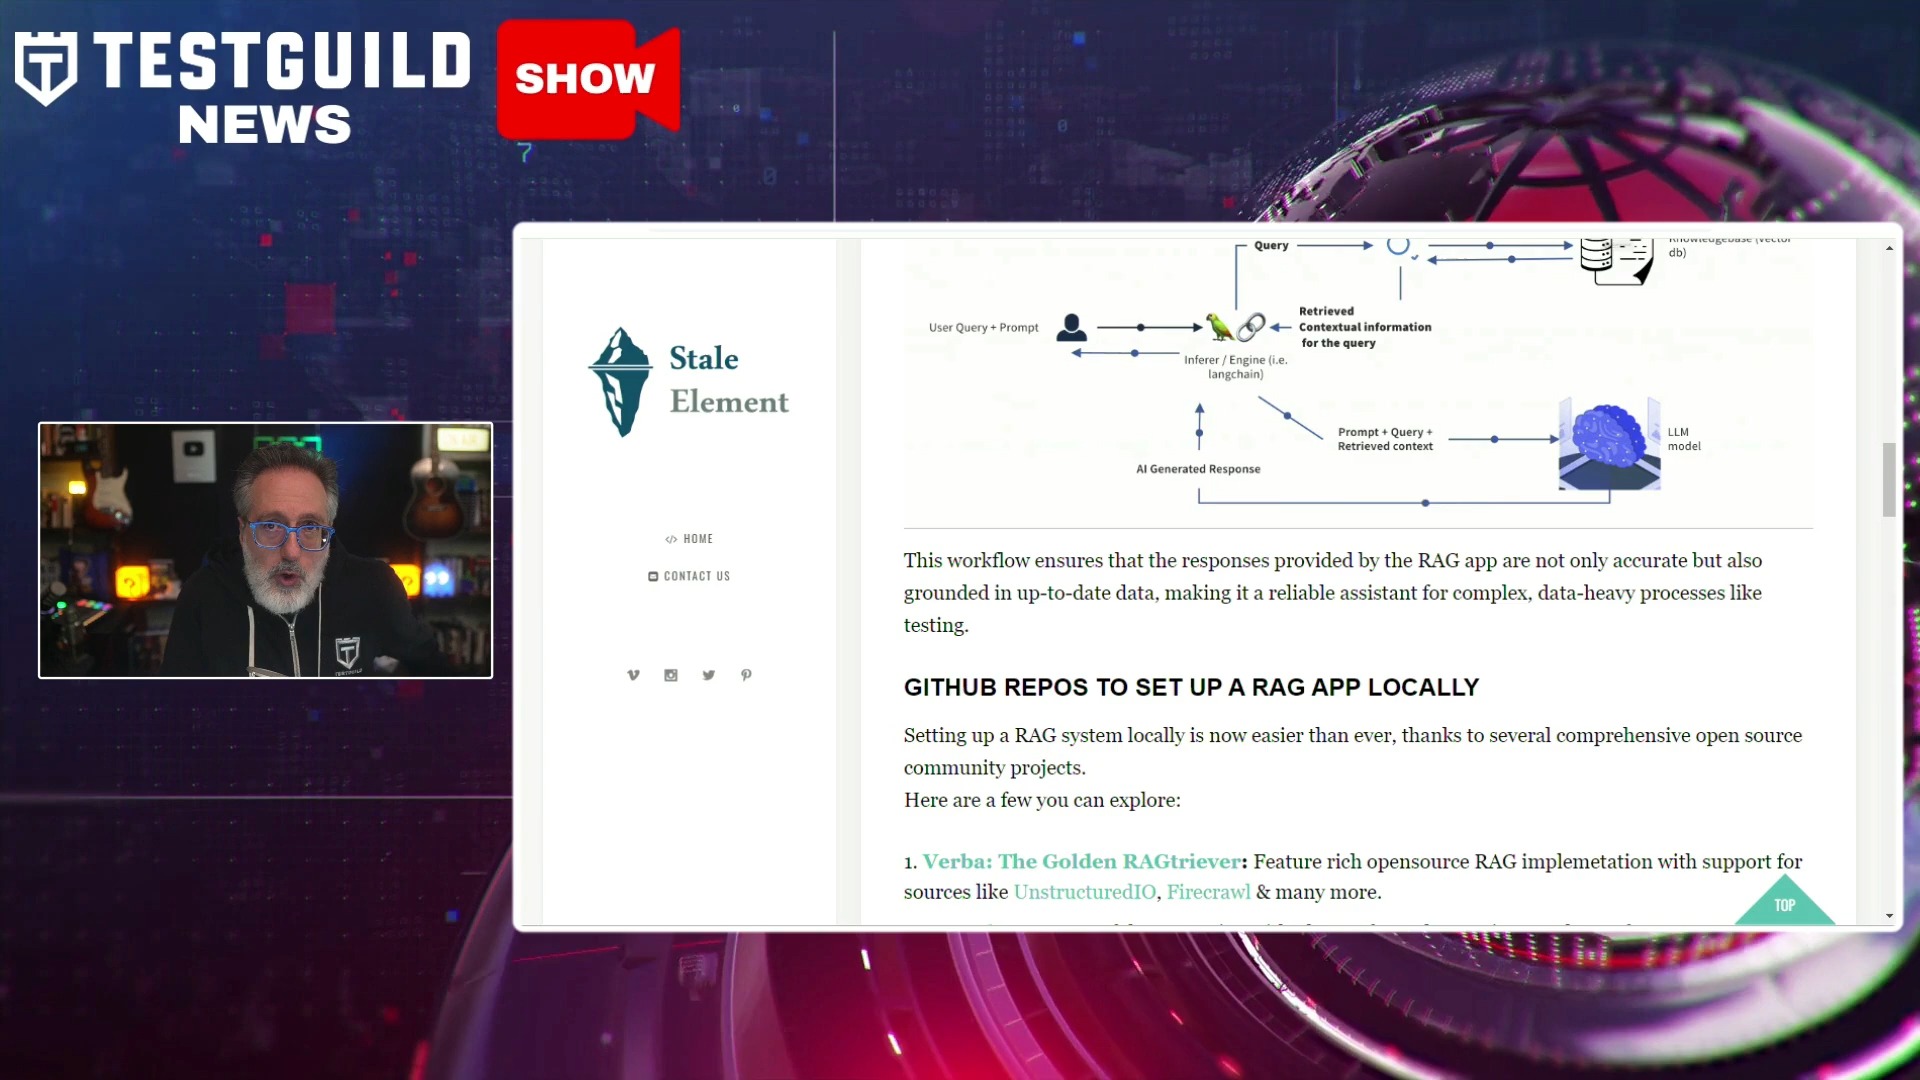 TESTGUILD
NEWS
SHOW
Stale
Element
HOME
CONTACT US
Query
db)
User Query + Prompt
Retrieved
Contextual information
for the query
Inferer / Engine (i.e.
langchain)
Prompt + Query +
Retrieved context
LLM
model
AI Generated Response
This workflow ensures that the responses provided by the RAG app are not only accurate but also
grounded in up-to-date data, making it a reliable assistant for complex, data-heavy processes like
testing.
GITHUB REPOS TO SET UP A RAG APP LOCALLY
Setting up a RAG system locally is now easier than ever, thanks to several comprehensive open source
community projects.
Here are a few you can explore:
1. Verba: The Golden RAGtriever: Feature rich opensource RAG implemetation with support for
sources like UnstructuredIO, Firecrawl & many more.
TOP